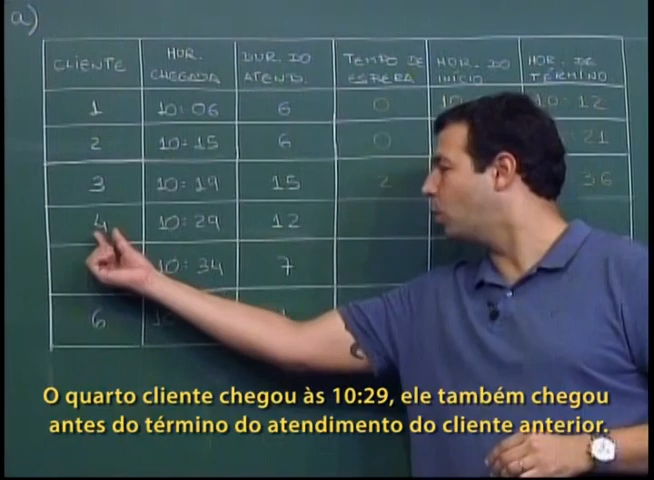 a)
CLIENTE HOR. CHEGADA DUR. DO ATEND. TEMPO DE ESPERA HOR. DO INÍCIO HOR. DE TÉRMINO
1 10:06 6 0 10 10:12
2 10:15 6 0 :21
3 10:19 15 2 36
4 10:29 12
10:34 7
6
O quarto cliente chegou às 10:29, ele também chegou
antes do término do atendimento do cliente anterior.